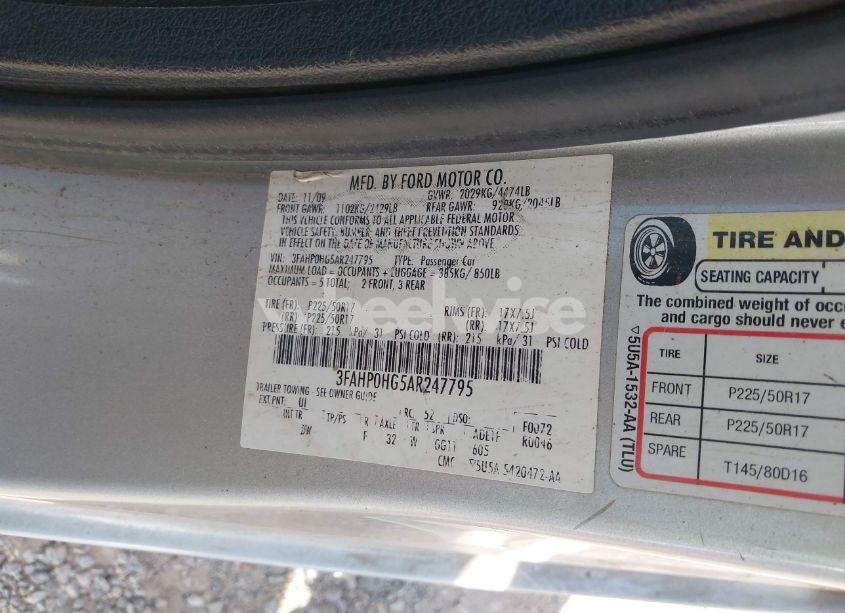 MFD. BY FORD MOTOR CO.
DATE: 11/09 GVWR: 2029KG/4474LB
FRONT GAWR: 1102KG/2429LB REAR GAWR: 928KG/2046LB
THIS VEHICLE CONFORMS TO ALL APPLICABLE FEDERAL MOTOR
VEHICLE SAFETY, BUMPER, AND THEFT PREVENTION STANDARDS
IN EFFECT ON THE DATE OF MANUFACTURE SHOWN ABOVE
VIN: 3FAHP0HG5AR247795 TYPE: Passenger Car
MAXIMUM LOAD = OCCUPANTS + LUGGAGE = 385KG/ 850LB
OCCUPANTS = 5 TOTAL; 2 FRONT, 3 REAR
TIRE (FR): P225/50R17 RIMS (FR): 17X7.5J
(RR) P225/50R17 (RR): 17X7.5J
PRESSURE (FR): 215 kPa/ 31 PSI COLD (RR): 215 kPa/ 31 PSI COLD
3FAHP0HG5AR247795
TRAILER TOWING - SEE OWNER GUIDE
EXT PNT: UI RC: 52 DSO: F0072
INT TR TP/PS R AXLE TR SPR R0046
DW F 32 W GG11 605
CMC 5U5A 5420472-AA
wheelwise
TIRE AND
SEATING CAPACITY
The combined weight of occ
and cargo should never e
TIRE SIZE
FRONT P225/50R17
REAR P225/50R17
SPARE T145/80D16
5U5A-1532-AA (TLU)